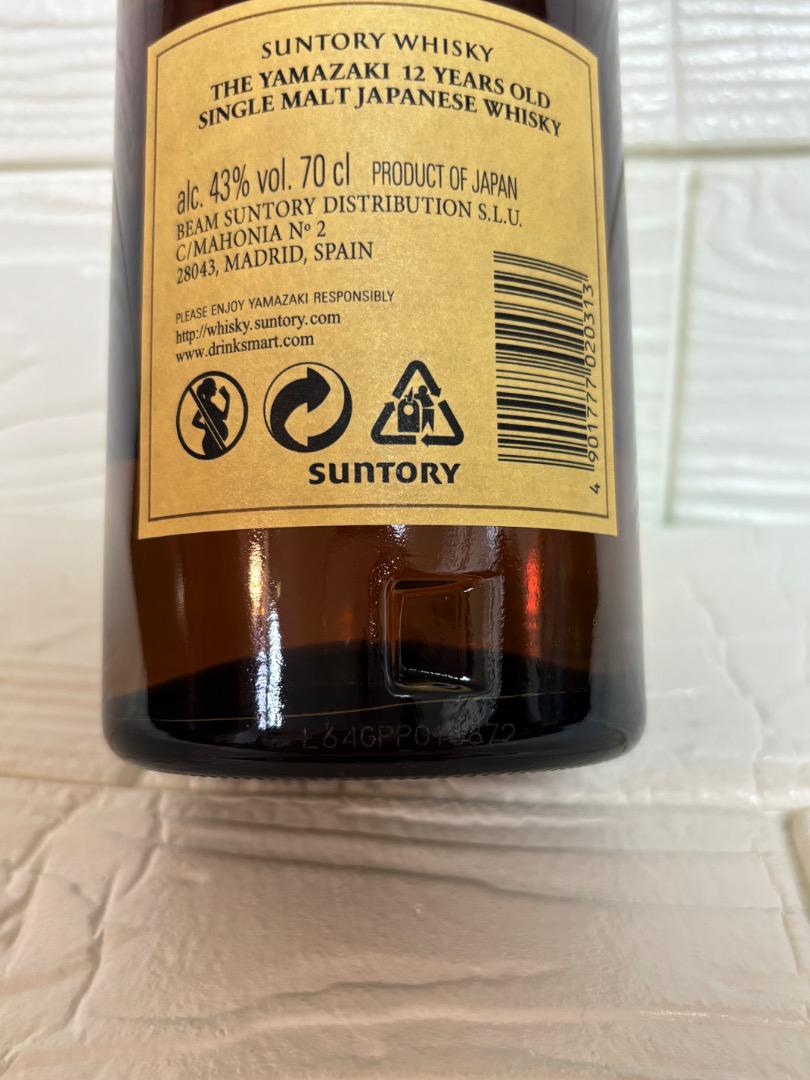 SUNTORY WHISKY
THE YAMAZAKI 12 YEARS OLD
SINGLE MALT JAPANESE WHISKY
alc. 43% vol. 70 cl PRODUCT OF JAPAN
BEAM SUNTORY DISTRIBUTION S.L.U.
C/MAHONIA Nº 2
28043, MADRID, SPAIN
PLEASE ENJOY YAMAZAKI RESPONSIBLY
http://whisky.suntory.com
www.drinksmart.com
SUNTORY
4 901777 020313